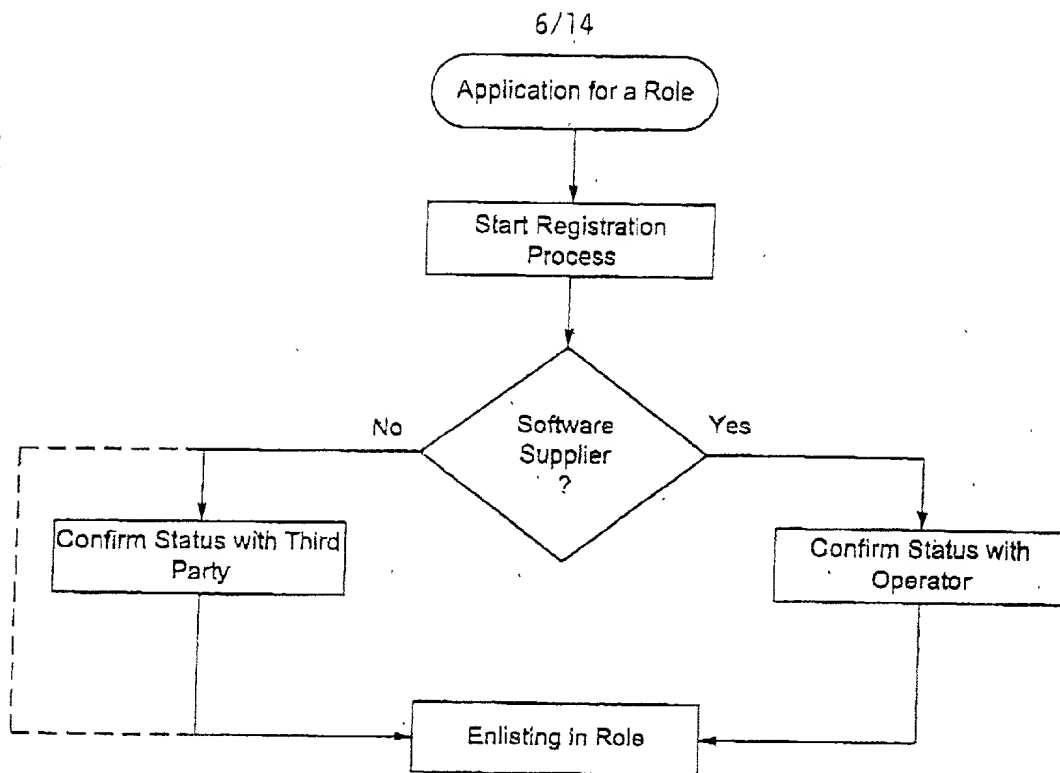 6/14
Application for a Role
Start Registration
Process
No
Software
Supplier
?
Yes
Confirm Status with Third
Party
Confirm Status with
Operator
Enlisting in Role